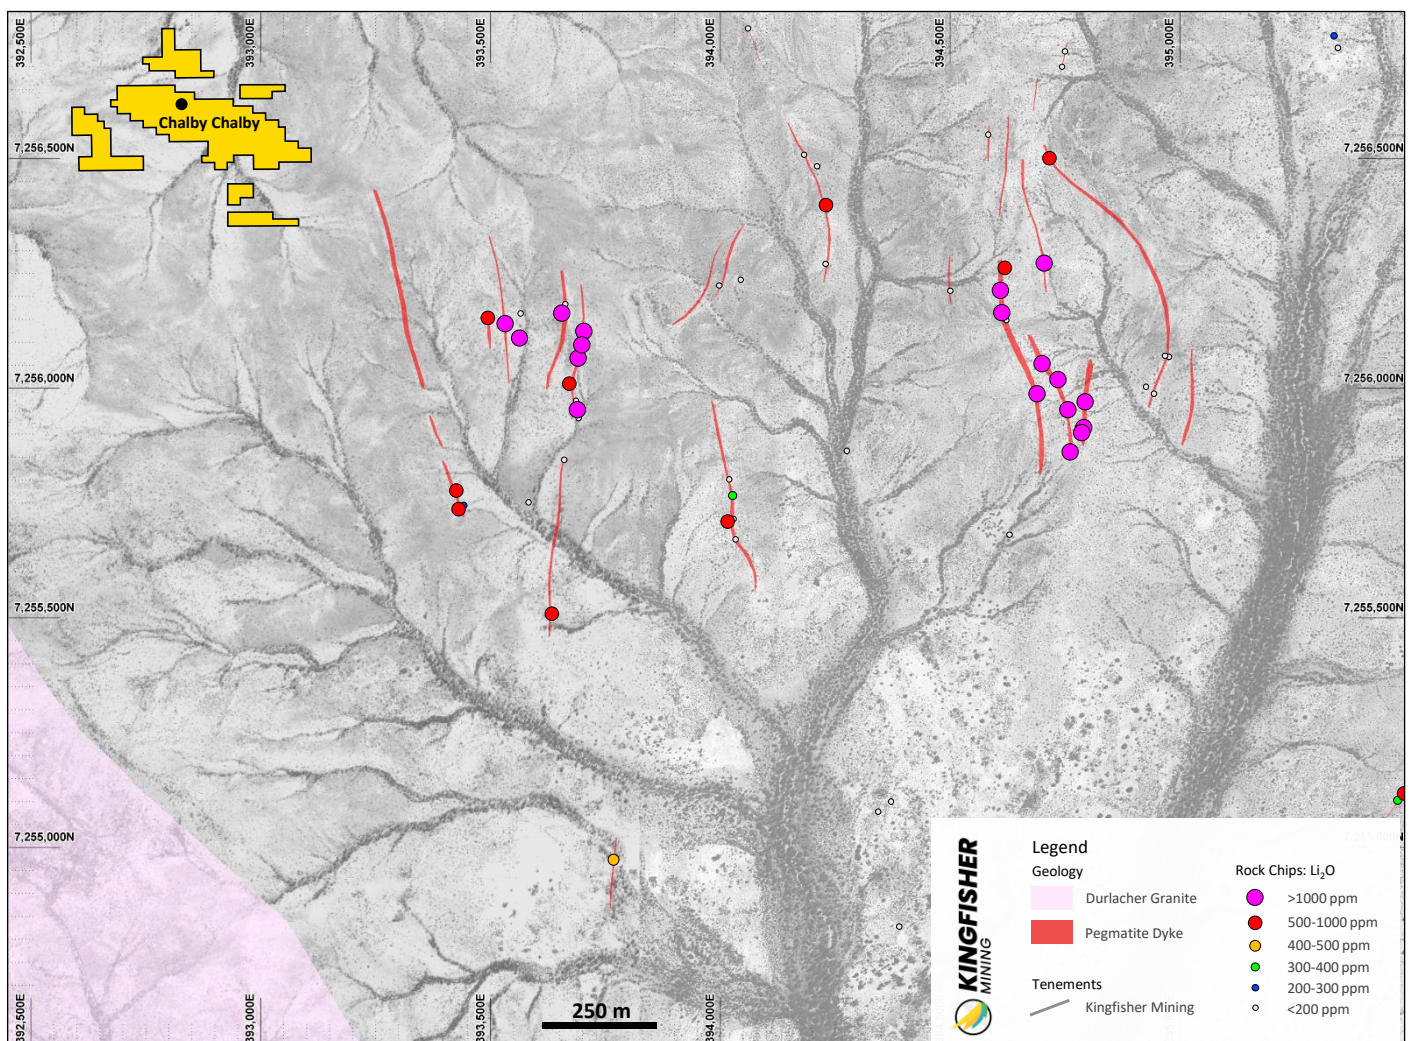 392,500E
393,000E
393,500E
394,000E
394,500E
395,000E
Chalby Chalby
7,256,500N
7,256,500N
7,256,000N
7,256,000N
7,255,500N
7,255,500N
7,255,000N
7,255,000N
Legend
Geology
Durlacher Granite
Pegmatite Dyke
Tenements
Kingfisher Mining
Rock Chips: Li₂O
>1000 ppm
500-1000 ppm
400-500 ppm
300-400 ppm
200-300 ppm
<200 ppm
KINGFISHER
MINING
250 m
392,500E
393,000E
393,500E
394,000E